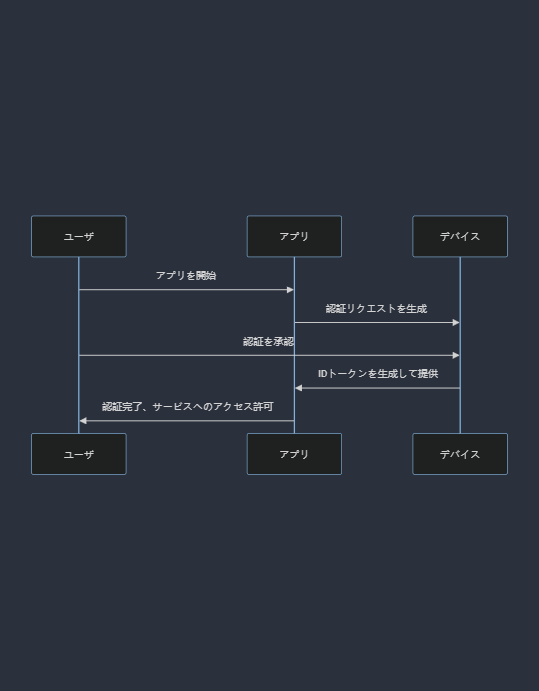 ユーザ
アプリ
デバイス
アプリを開始
認証リクエストを生成
認証を承認
IDトークンを生成して提供
認証完了、サービスへのアクセス許可
ユーザ
アプリ
デバイス